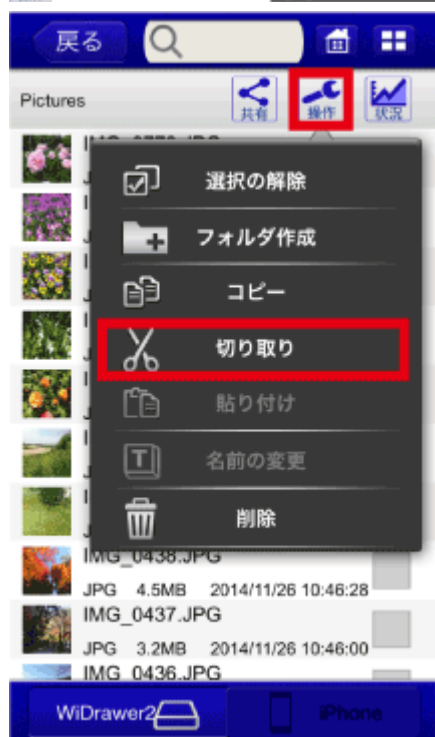 戻る
Pictures
共有
操作
状況
選択の解除
フォルダ作成
コピー
切り取り
貼り付け
名前の変更
削除
IMG_0438.JPG
JPG 4.5MB 2014/11/26 10:46:28
IMG_0437.JPG
JPG 3.2MB 2014/11/26 10:46:00
IMG_0436.JPG
WiDrawer2
iPhone